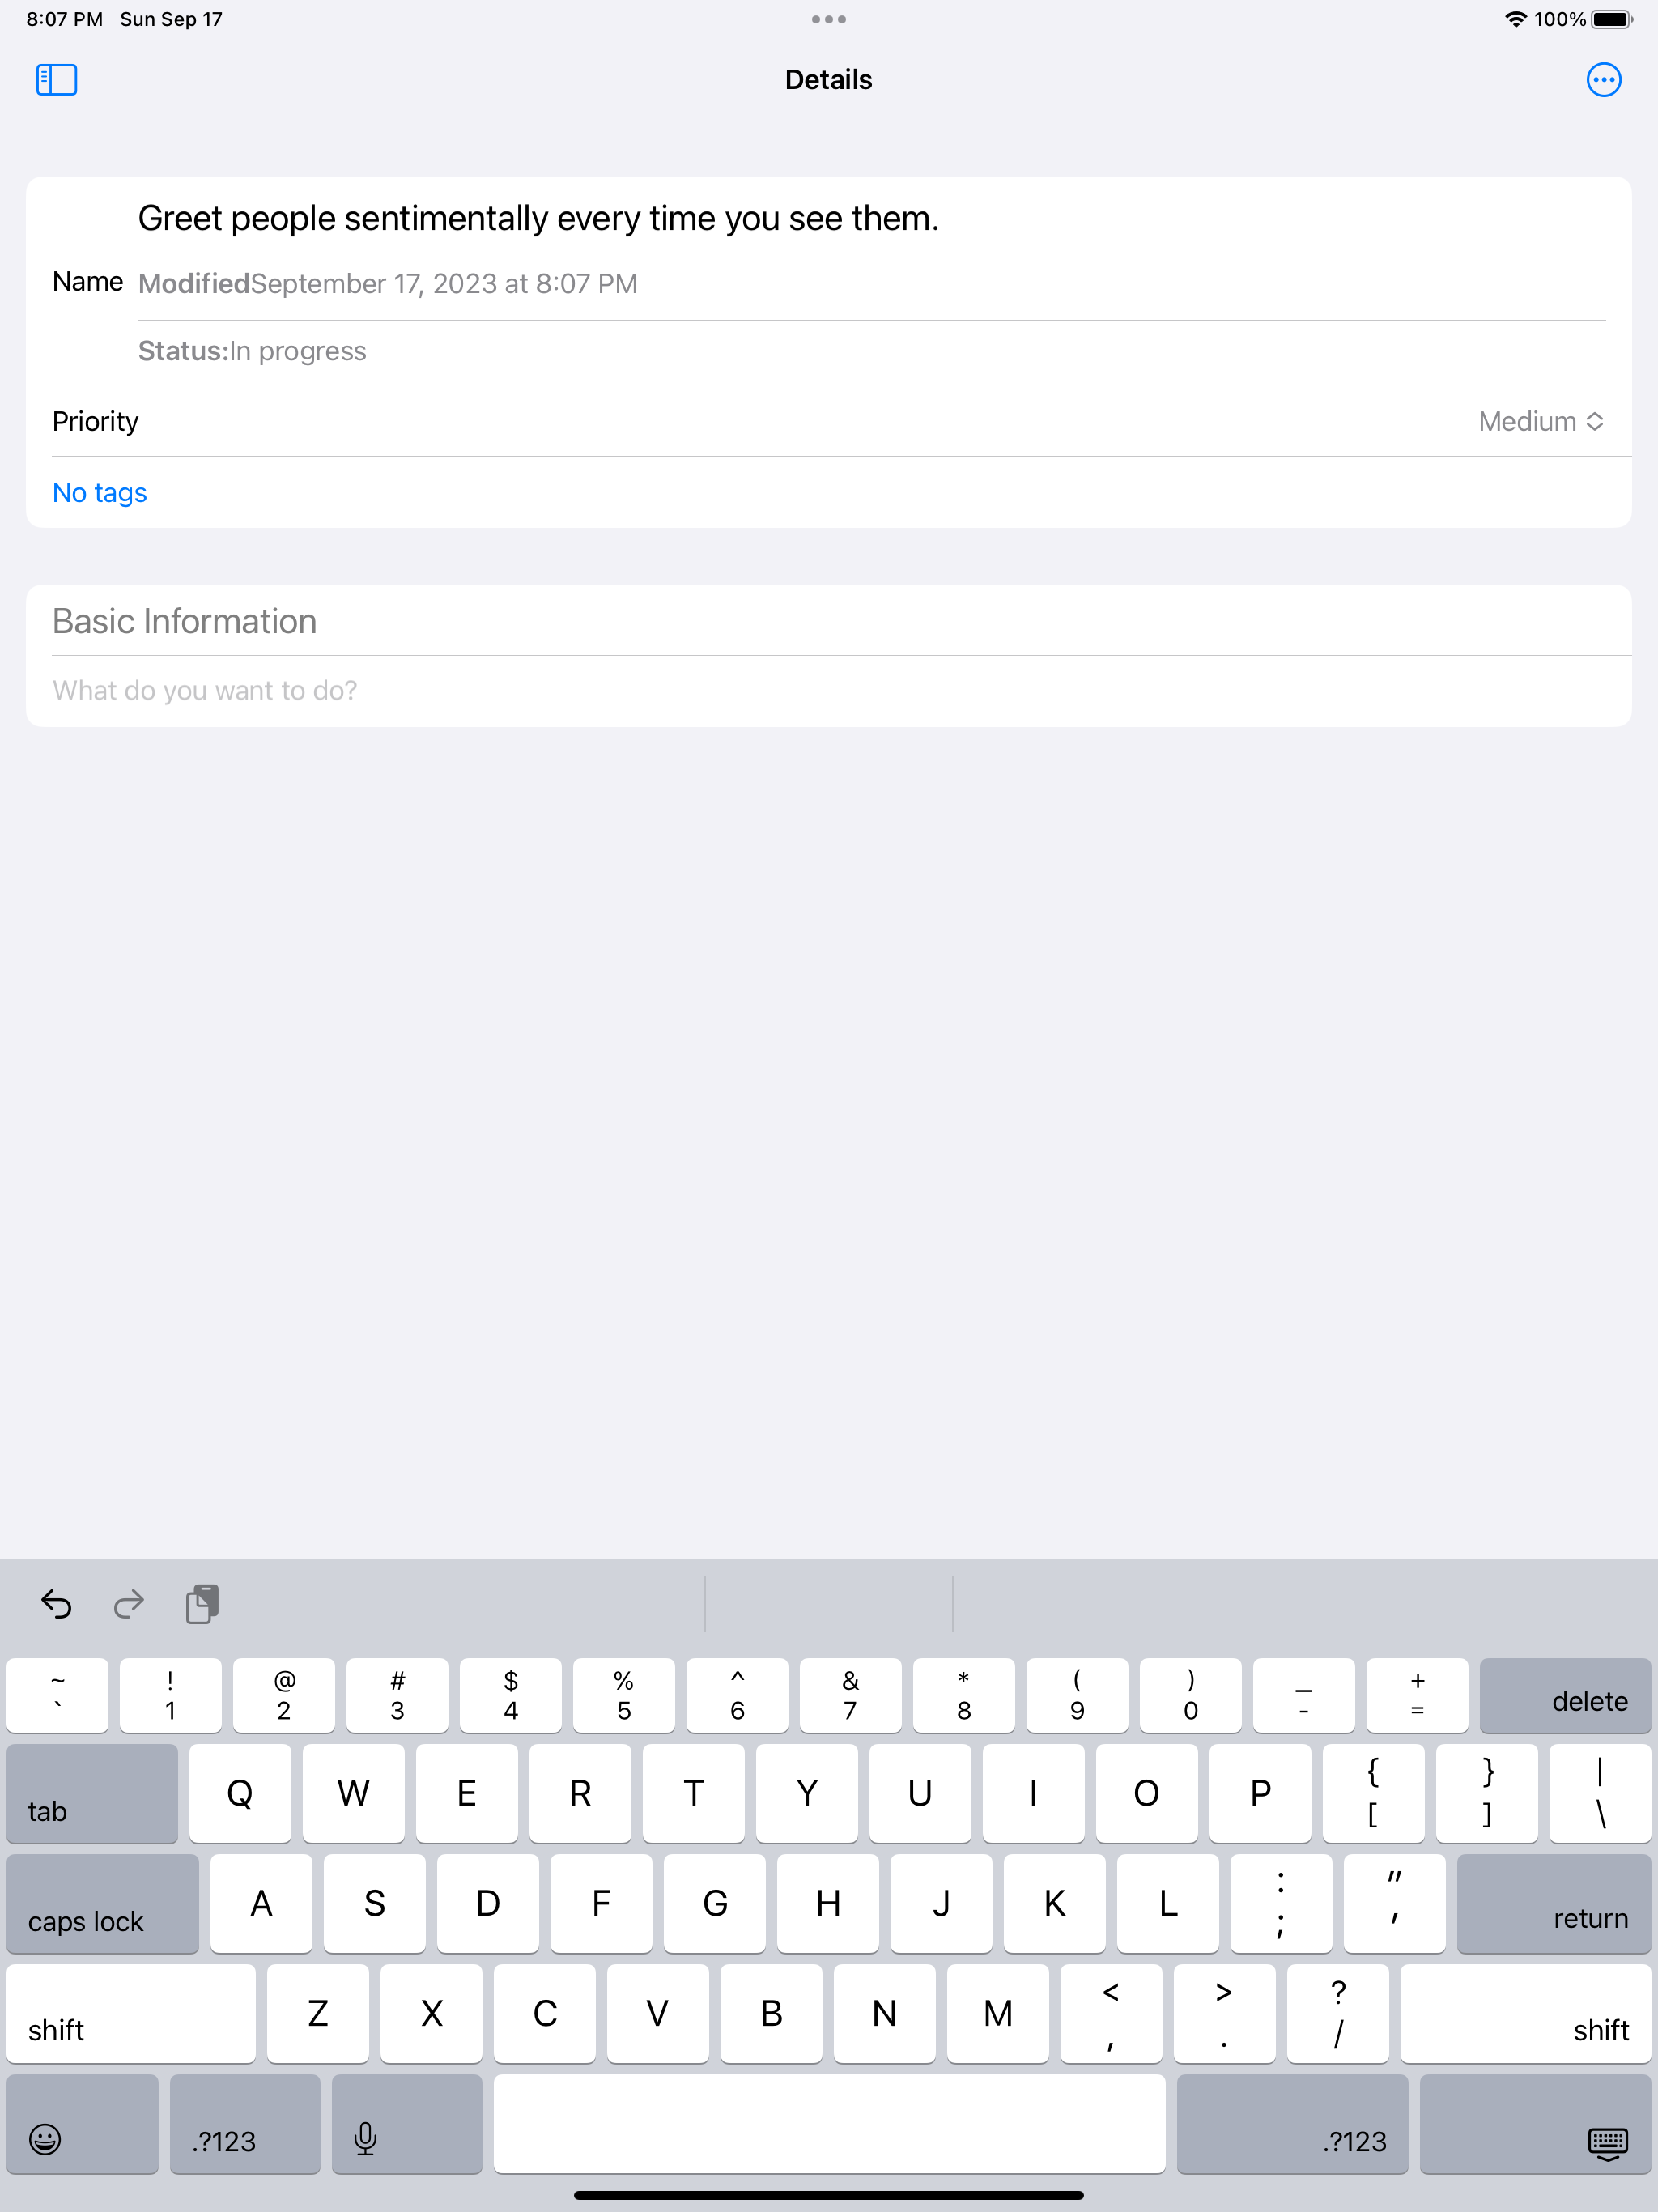 8:07 PM Sun Sep 17
100%
Details
Greet people sentimentally every time you see them.
Name
ModifiedSeptember 17, 2023 at 8:07 PM
Status:In progress
Priority
Medium
No tags
Basic Information
What do you want to do?
~ ! @ # $ % ^ & * ( ) _ +
` 1 2 3 4 5 6 7 8 9 0 - = delete
tab Q W E R T Y U I O P { [ } ] | \
caps lock A S D F G H J K L : ; " ' return
shift Z X C V B N M < , > . ? / shift
.?123 .?123